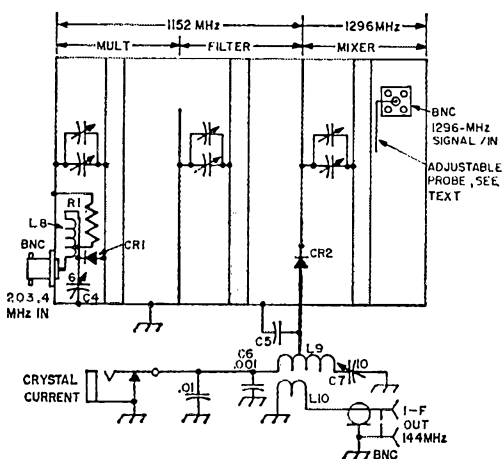 1152 MHz
1296MHz
MULT
FILTER
MIXER
BNC
1296-MHz
SIGNAL/IN
ADJUSTABLE
PROBE, SEE
TEXT
R1
L8
BNC
CR1
CR2
6
C4
203.4
MHz IN
C5
L9
C6
.001
10
C7
CRYSTAL
CURRENT
.01
L10
I-F
OUT
144MHz
BNC